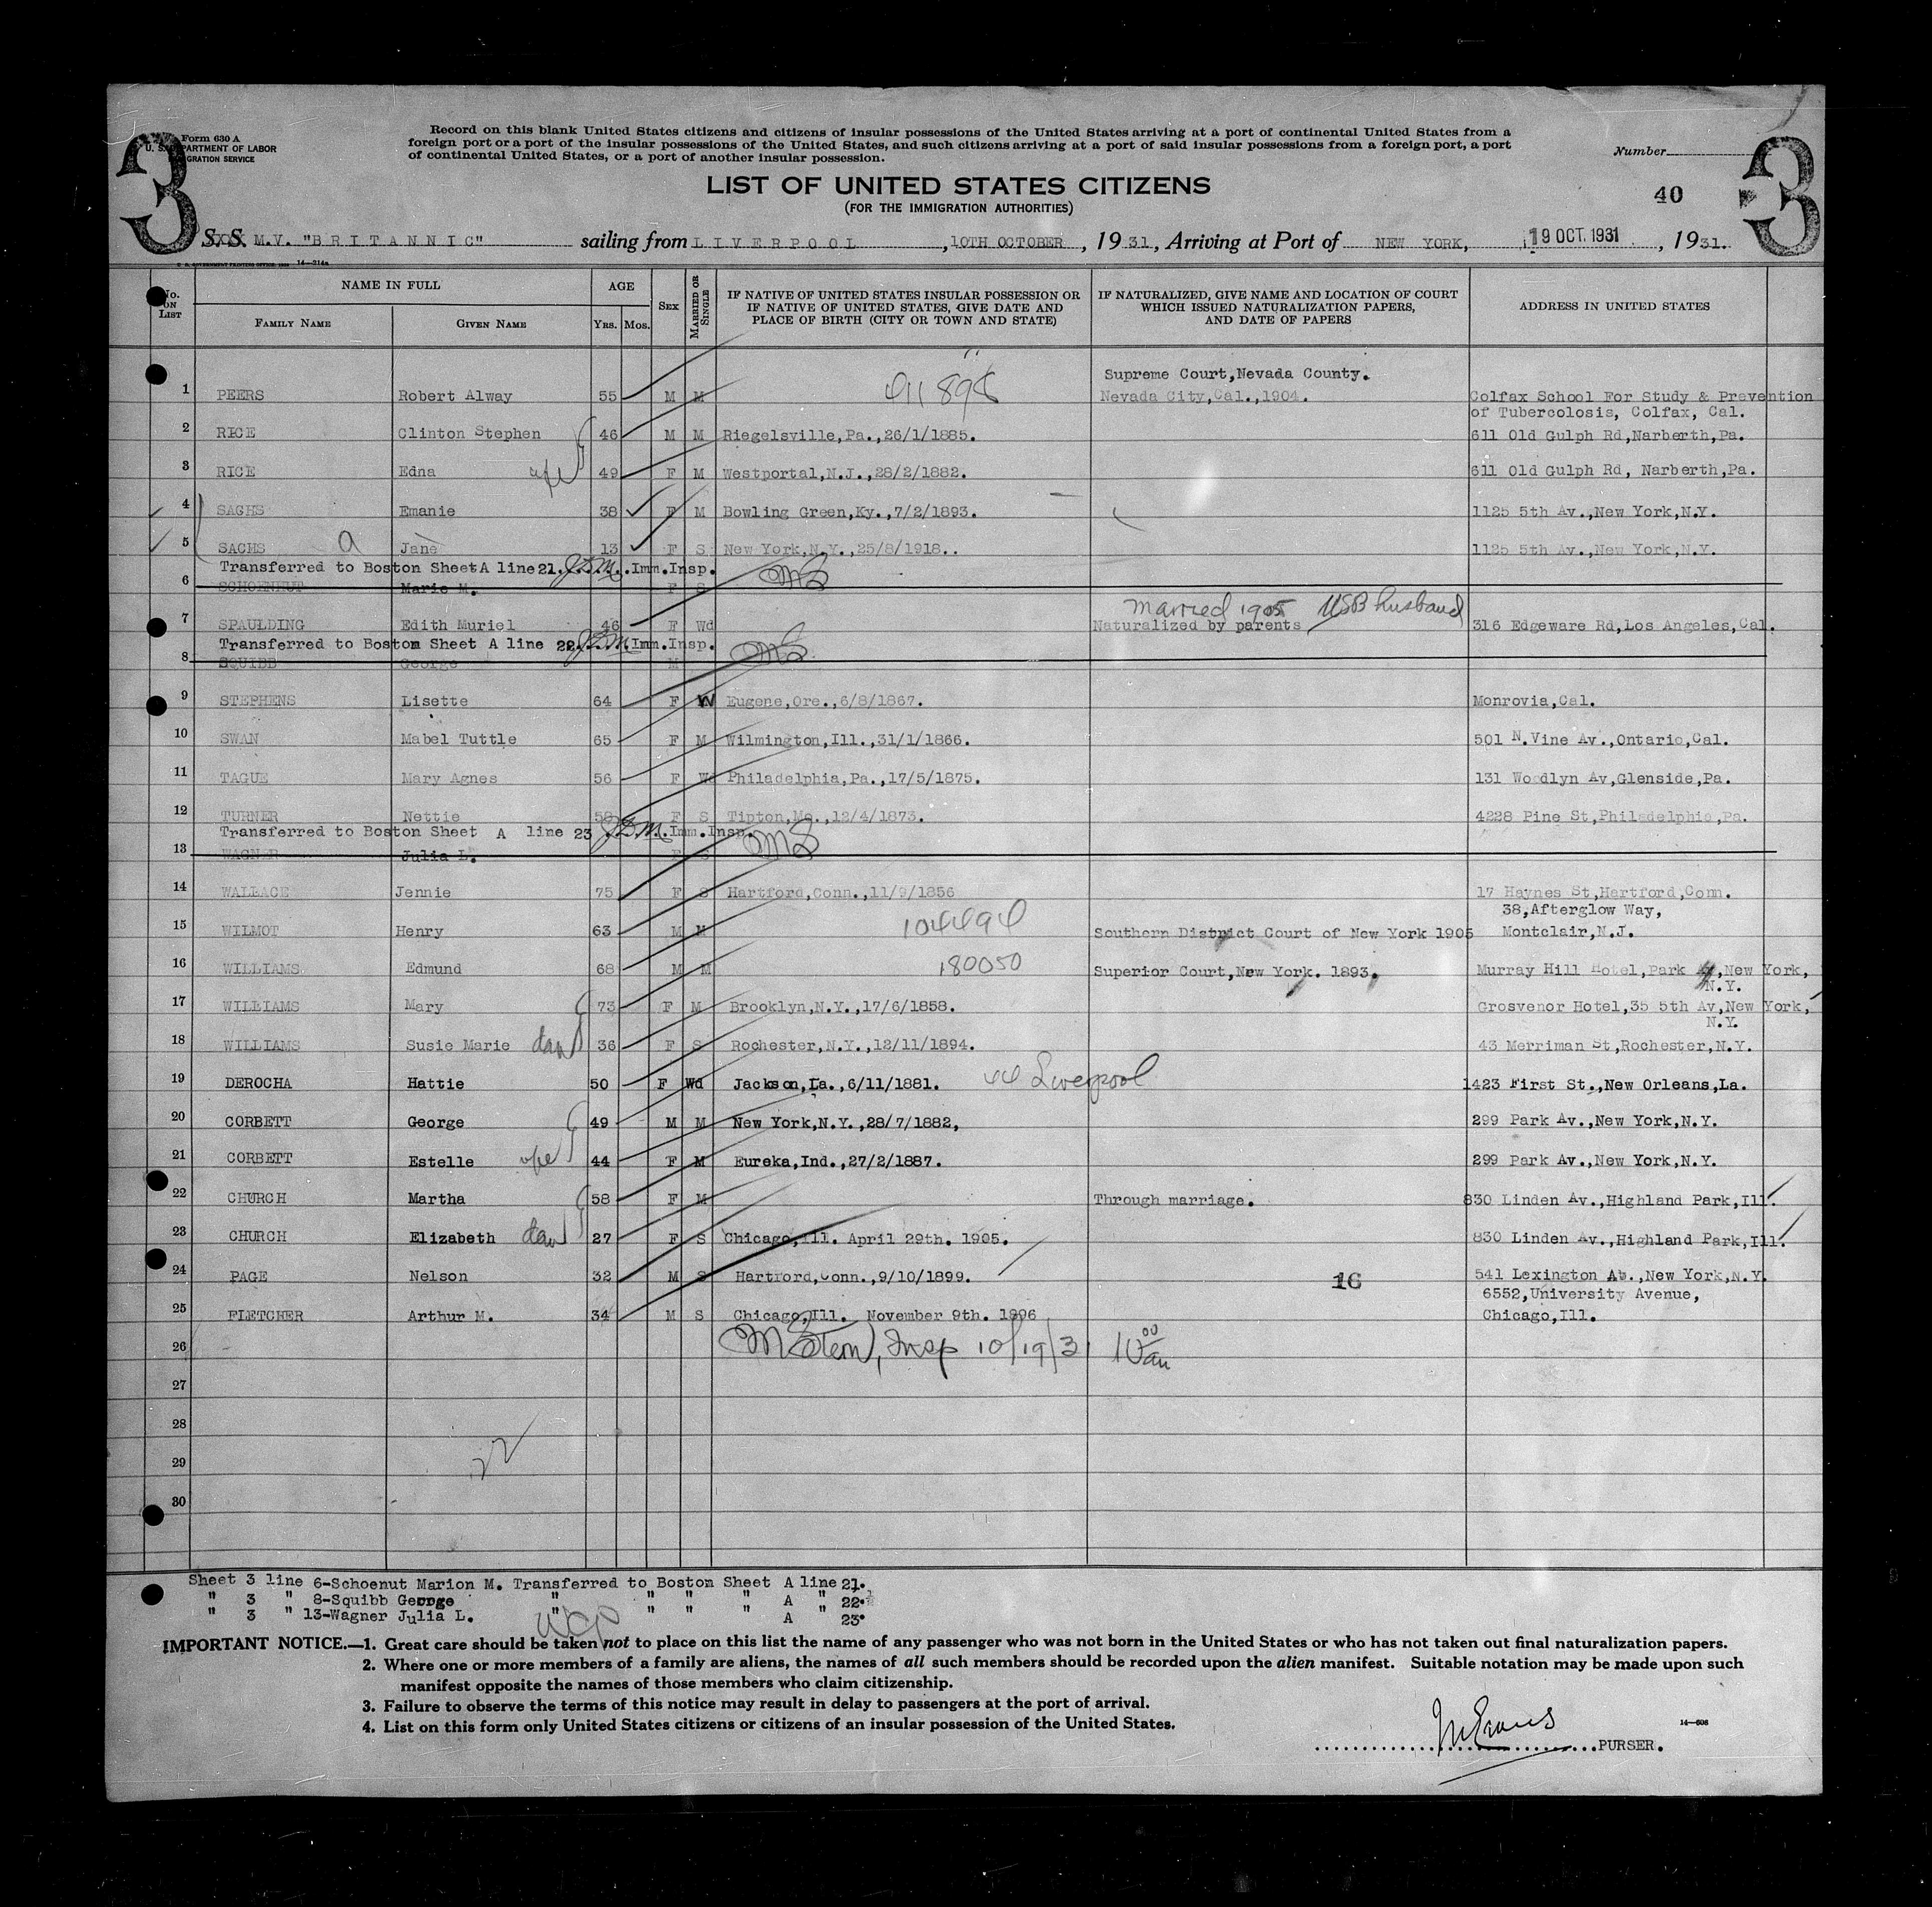 3
Form 630 A
U. S. DEPARTMENT OF LABOR
IMMIGRATION SERVICE
Record on this blank United States citizens and citizens of insular possessions of the United States arriving at a port of continental United States from a
foreign port or a port of the insular possessions of the United States, and such citizens arriving at a port of said insular possessions from a foreign port, a port
of continental United States, or a port of another insular possession.
Number
3
LIST OF UNITED STATES CITIZENS
(FOR THE IMMIGRATION AUTHORITIES)
40
S. S. M.V. "BRITANNIC" sailing from LIVERPOOL, 10TH OCTOBER, 1931, Arriving at Port of NEW YORK, 19 OCT. 1931, 1931.
14—214a
No. ON LIST
NAME IN FULL
FAMILY NAME
GIVEN NAME
AGE
YRS. MOS.
SEX
MARRIED OR SINGLE
IF NATIVE OF UNITED STATES INSULAR POSSESSION OR
IF NATIVE OF UNITED STATES, GIVE DATE AND
PLACE OF BIRTH (CITY OR TOWN AND STATE)
IF NATURALIZED, GIVE NAME AND LOCATION OF COURT
WHICH ISSUED NATURALIZATION PAPERS,
AND DATE OF PAPERS
ADDRESS IN UNITED STATES
Supreme Court,Nevada County.
1 PEERS Robert Alway 55 M M Nevada City,Cal.,1904. Colfax School For Study & Prevention
of Tubercolosis, Colfax, Cal.
2 RICE Clinton Stephen 46 M M Riegelsville,Pa.,26/1/1885. 611 Old Gulph Rd,Narberth,Pa.
3 RICE Edna 49 F M Westportal,N.J.,28/2/1882. 611 Old Gulph Rd, Narberth,Pa.
4 SACHS Emanie 38 F M Bowling Green,Ky.,7/2/1893. 1125 5th Av.,New York,N.Y.
5 SACHS a Jane 13 F S New York,N.Y.,25/8/1918.. 1125 5th Av.,New York,N.Y.
Transferred to Boston Sheet A line 21. J.D.M. Imm.Insp. MS
6 SCHOENEUT Marie M. F S
married 1905 USB husband
7 SPAULDING Edith Muriel 46 F Wd Naturalized by parents 316 Edgeware Rd,Los Angeles,Cal.
Transferred to Boston Sheet A line 22. J.D.M. Imm.Insp. MS
8 SQUIBB George M
9 STEPHENS Lisette 64 F W Eugene,Ore.,6/8/1867. Monrovia,Cal.
10 SWAN Mabel Tuttle 65 F M Wilmington,Ill.,31/1/1866. 501 N.Vine Av.,Ontario,Cal.
11 TAGUE Mary Agnes 56 F Wd Philadelphia,Pa.,17/5/1875. 131 Woodlyn Av,Glenside,Pa.
12 TURNER Nettie 58 F S Tipton,Mo.,12/4/1873. 4228 Pine St,Philadelphia,Pa.
Transferred to Boston Sheet A line 23 J.D.M. Imm.Insp. MS
13 WAGNER Julia L. F S
14 WALLACE Jennie 75 F S Hartford,Conn.,11/9/1856 17 Haynes St,Hartford,Conn.
38,Afterglow Way,
15 WILMOT Henry 63 M M 104494 Southern District Court of New York 1905 Montclair,N.J.
16 WILLIAMS Edmund 68 M M 180050 Superior Court,New York. 1893. Murray Hill Hotel,Park Av,New York,
N.Y.
17 WILLIAMS Mary 73 F M Brooklyn,N.Y.,17/6/1858. Grosvenor Hotel,35 5th Av,New York,
N.Y.
18 WILLIAMS Susie Marie dau 36 F S Rochester,N.Y.,12/11/1894. 43 Merriman St,Rochester,N.Y.
19 DEROCHA Hattie 50 F Wd Jackson,La.,6/11/1881. Liverpool 1423 First St.,New Orleans,La.
20 CORBETT George 49 M M New York,N.Y.,28/7/1882, 299 Park Av.,New York,N.Y.
21 CORBETT Estelle 44 F M Eureka,Ind.,27/2/1887. 299 Park Av.,New York,N.Y.
22 CHURCH Martha 58 F M Through marriage. 830 Linden Av.,Highland Park,Ill.
23 CHURCH Elizabeth dau 27 F S Chicago,Ill. April 29th. 1905. 830 Linden Av.,Highland Park,Ill.
24 PAGE Nelson 32 M S Hartford,Conn.,9/10/1899. 16 541 Lexington Av.,New York,N.Y.
6552,University Avenue,
25 FLETCHER Arthur M. 34 M S Chicago,Ill. November 9th. 1896 Chicago,Ill.
26 M Stern, Insp 10/19/31 10 00 am
27
28
29 22
30
Sheet 3 line 6-Schoenut Marion M. Transferred to Boston Sheet A line 21.
" 3 " 8-Squibb George " " " " A " 22.
" 3 " 13-Wagner Julia L. " " " " A " 23.
IMPORTANT NOTICE.—1. Great care should be taken not to place on this list the name of any passenger who was not born in the United States or who has not taken out final naturalization papers.
2. Where one or more members of a family are aliens, the names of all such members should be recorded upon the alien manifest. Suitable notation may be made upon such
manifest opposite the names of those members who claim citizenship.
3. Failure to observe the terms of this notice may result in delay to passengers at the port of arrival.
4. List on this form only United States citizens or citizens of an insular possession of the United States.
14—508
PURSER.